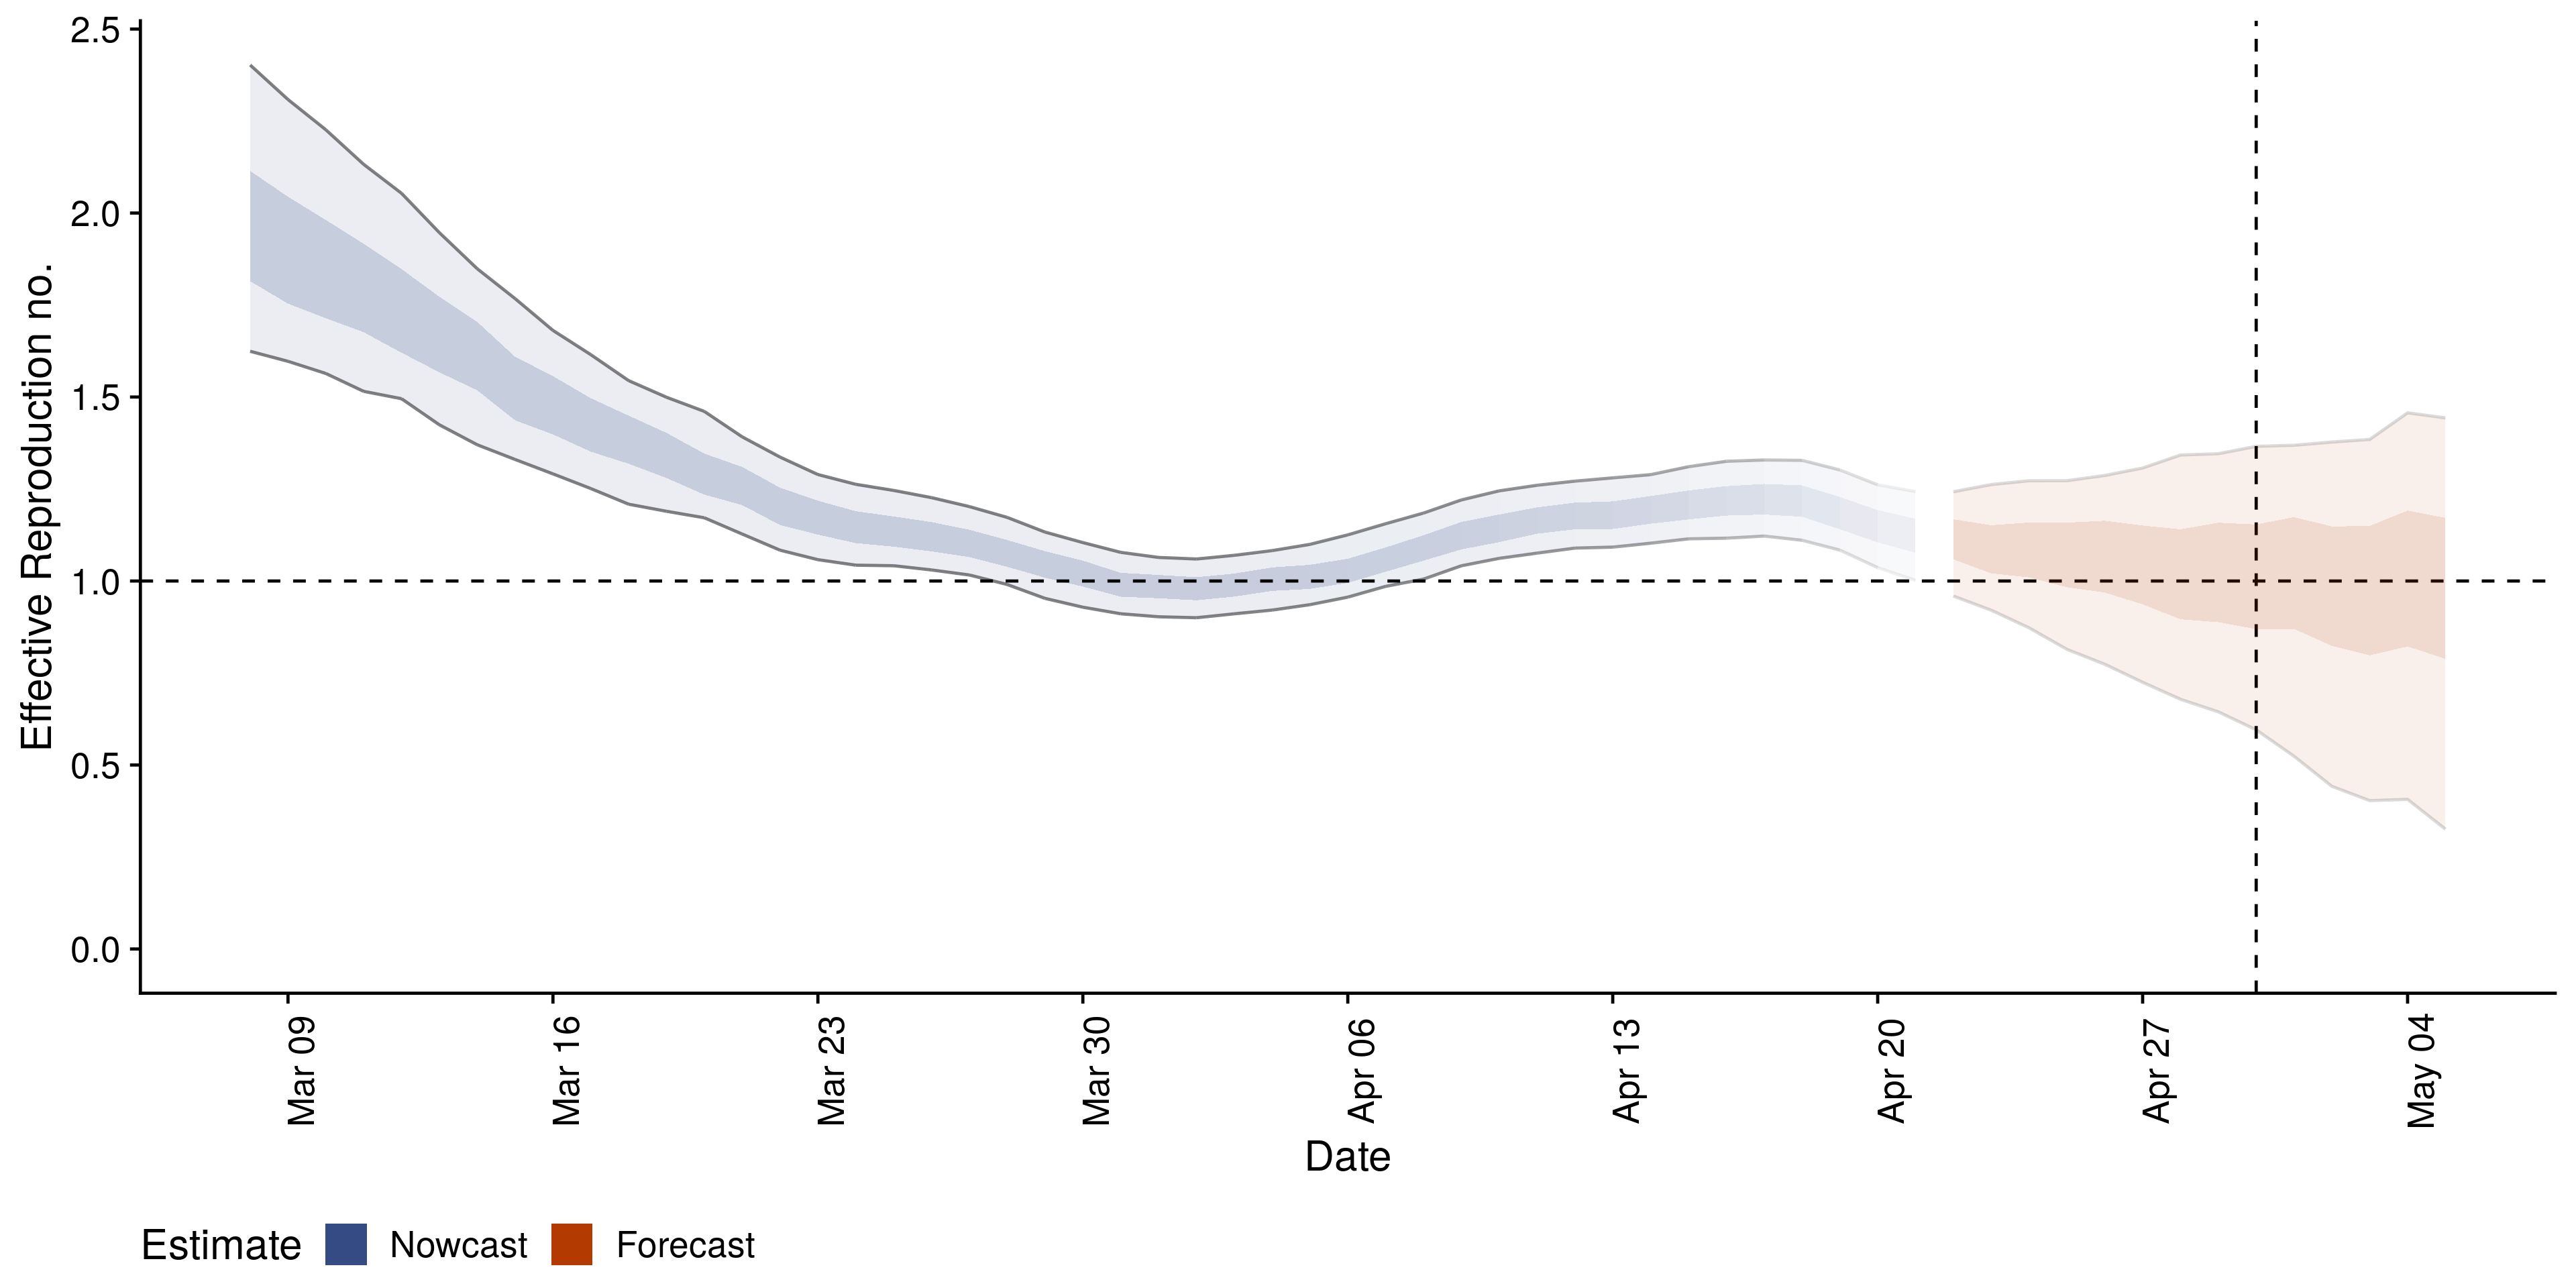 Effective Reproduction no.
2.5
2.0
1.5
1.0
0.5
0.0
Mar 09
Mar 16
Mar 23
Mar 30
Apr 06
Apr 13
Apr 20
Apr 27
May 04
Date
Estimate Nowcast Forecast